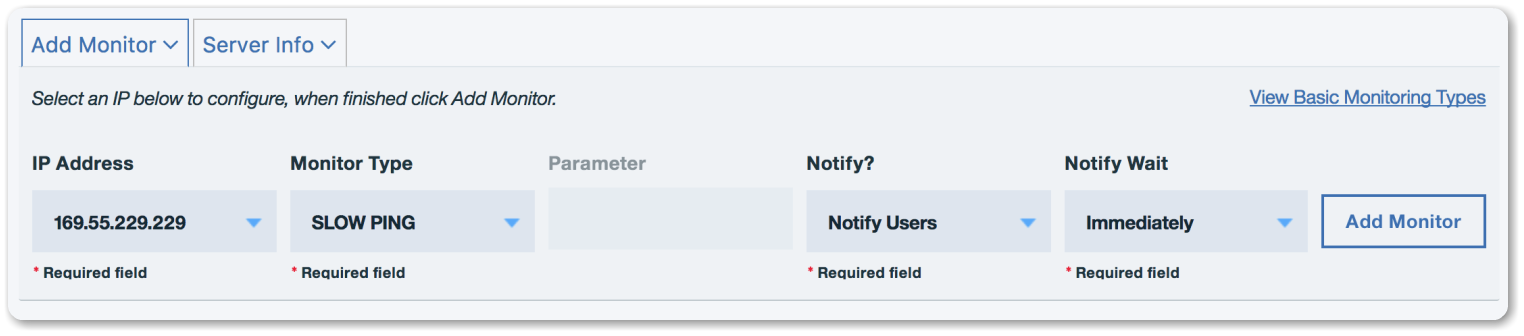 Add Monitor
Server Info
Select an IP below to configure, when finished click Add Monitor.
View Basic Monitoring Types
IP Address
Monitor Type
Parameter
Notify?
Notify Wait
169.55.229.229
SLOW PING
Notify Users
Immediately
Add Monitor
* Required field
* Required field
* Required field
* Required field